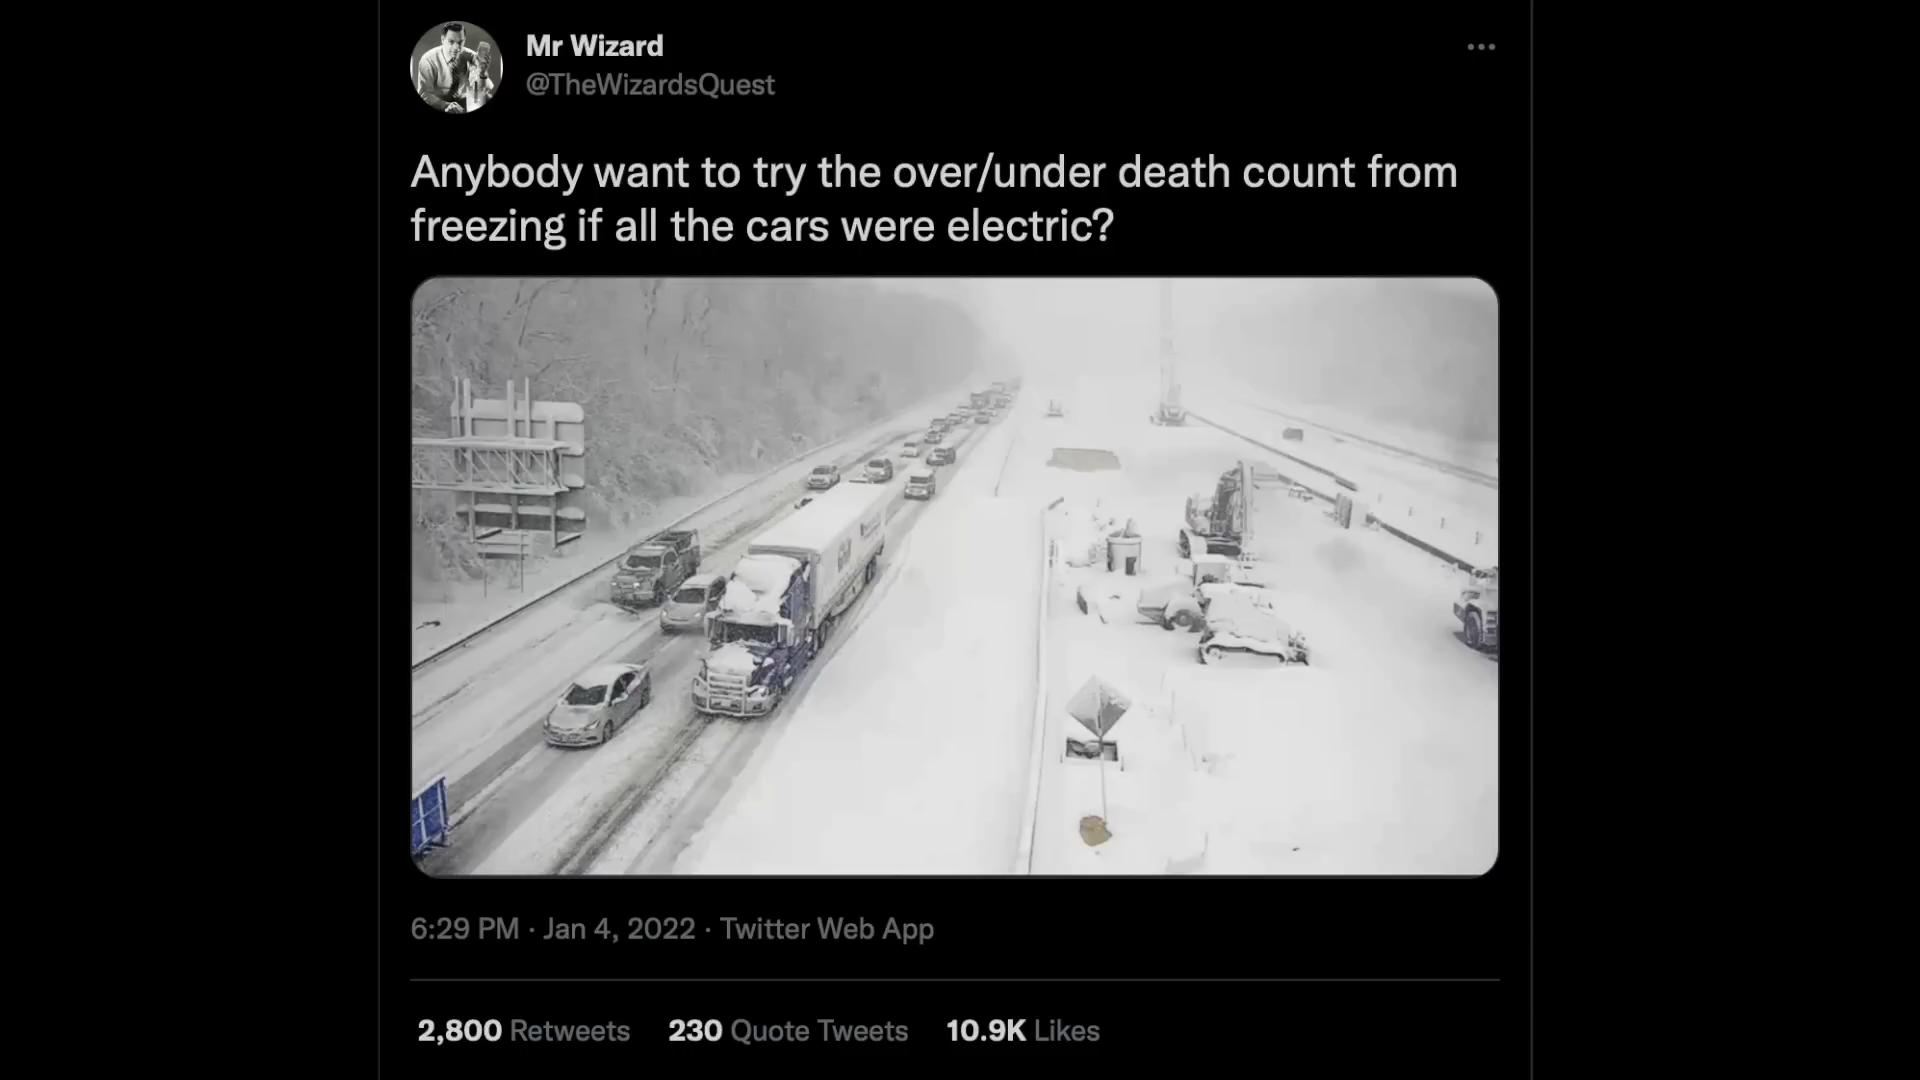 Mr Wizard
@TheWizardsQuest
Anybody want to try the over/under death count from
freezing if all the cars were electric?
6:29 PM · Jan 4, 2022 · Twitter Web App
2,800 Retweets 230 Quote Tweets 10.9K Likes